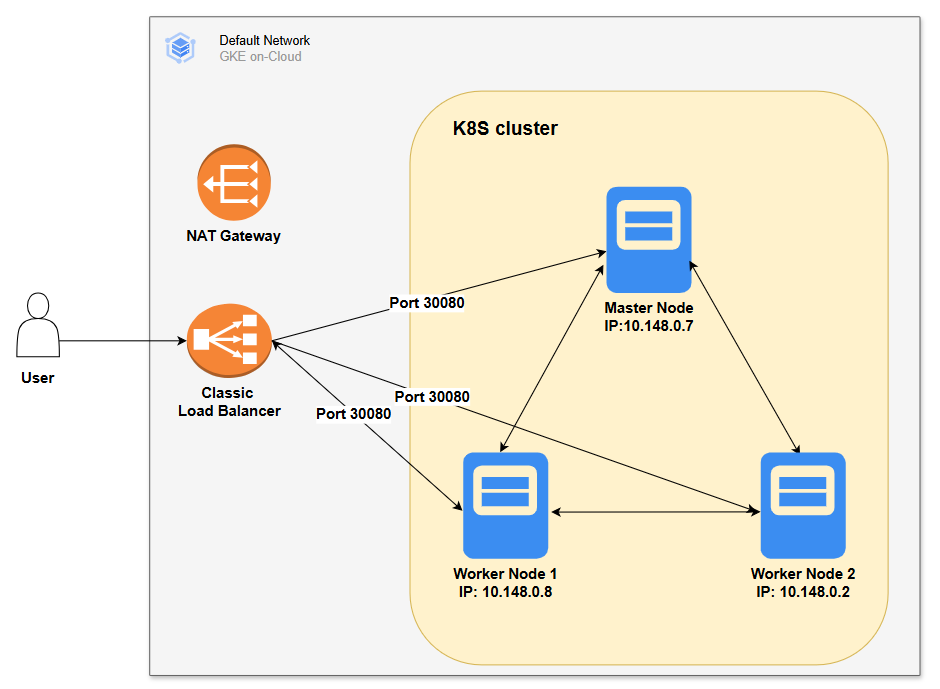 Default Network
GKE on-Cloud
K8S cluster
NAT Gateway
Port 30080
Master Node
IP:10.148.0.7
User
Classic
Load Balancer
Port 30080
Port 30080
Worker Node 1
IP: 10.148.0.8
Worker Node 2
IP: 10.148.0.2